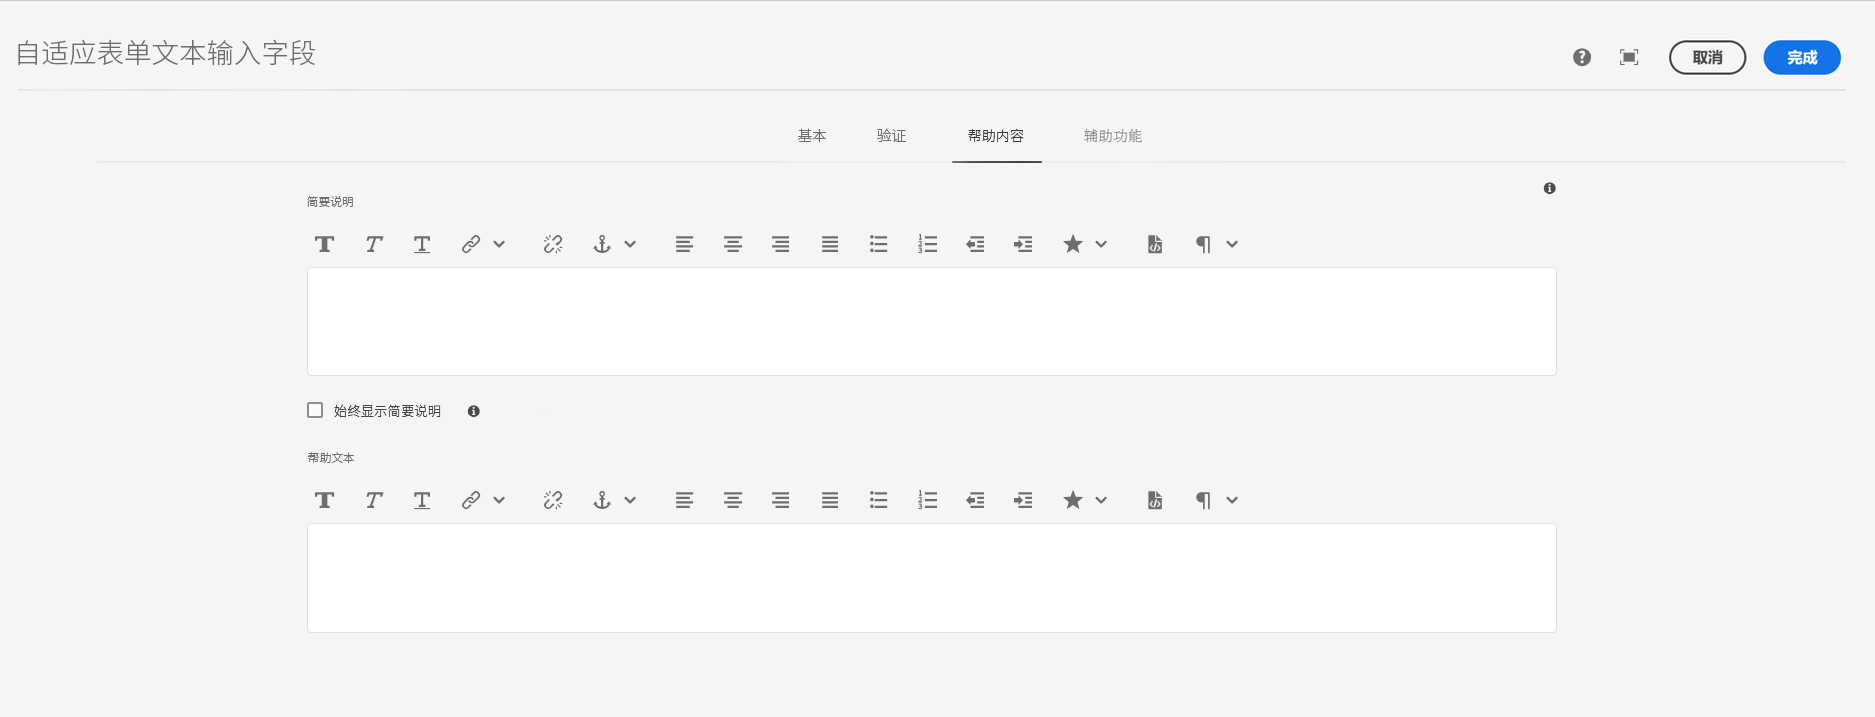 自适应表单文本输入字段
取消 完成
基本 验证 帮助内容 辅助功能
简要说明
始终显示简要说明
帮助文本